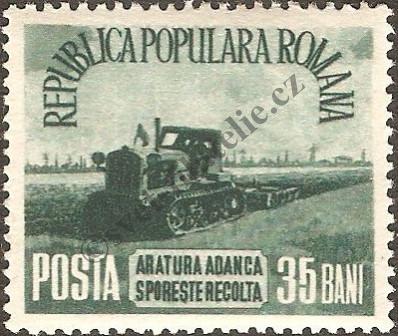 REPUBLICA POPULARA ROMANA
POSTA
ARATURA ADANCA
SPOREȘTE RECOLTA
35 BANI